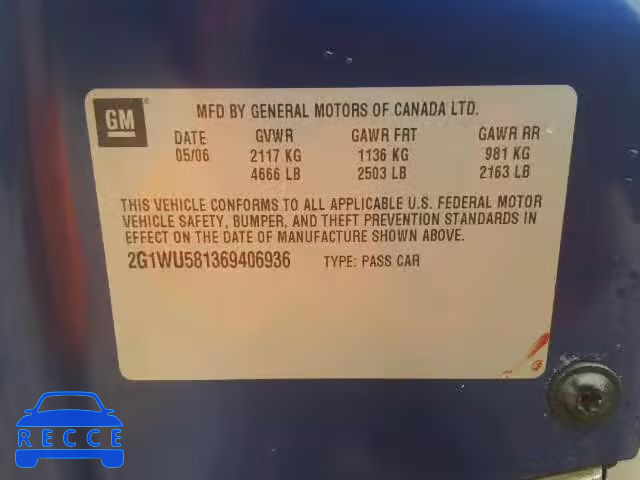 GM ®
MFD BY GENERAL MOTORS OF CANADA LTD.
DATE GVWR GAWR FRT GAWR RR
05/06 2117 KG 1136 KG 981 KG
4666 LB 2503 LB 2163 LB
THIS VEHICLE CONFORMS TO ALL APPLICABLE U.S. FEDERAL MOTOR
VEHICLE SAFETY, BUMPER, AND THEFT PREVENTION STANDARDS IN
EFFECT ON THE DATE OF MANUFACTURE SHOWN ABOVE.
2G1WU581369406936 TYPE: PASS CAR
RECCE